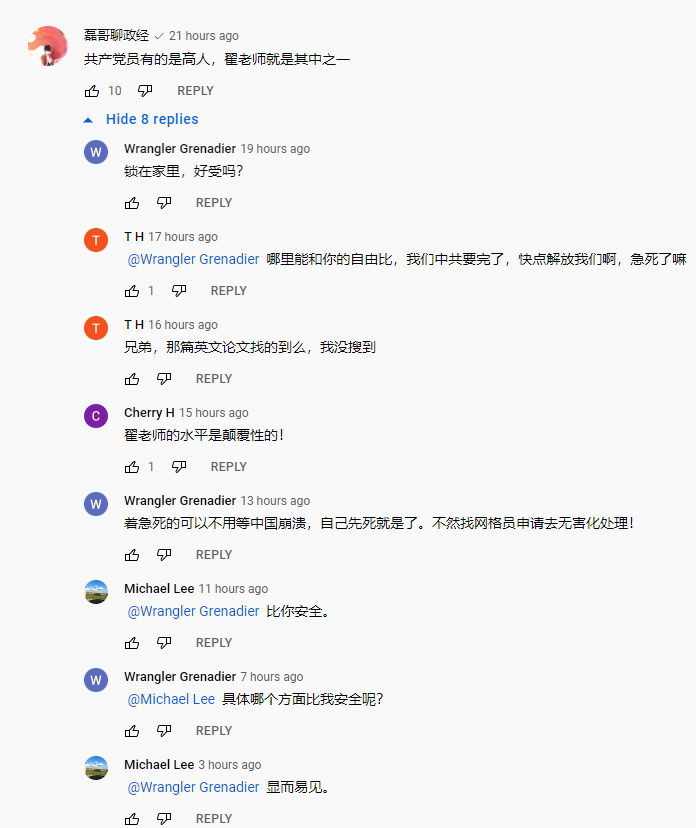 磊哥聊政经 21 hours ago
共产党员有的是高人，翟老师就是其中之一
10 REPLY
Hide 8 replies
W Wrangler Grenadier 19 hours ago
锁在家里，好受吗？
REPLY
T T H 17 hours ago
@Wrangler Grenadier 哪里能和你的自由比，我们中共要完了，快点解放我们啊，急死了嘛
1 REPLY
T T H 16 hours ago
兄弟，那篇英文论文找的到么，我没搜到
REPLY
C Cherry H 15 hours ago
翟老师的水平是颠覆性的！
1 REPLY
W Wrangler Grenadier 13 hours ago
着急死的可以不用等中国崩溃，自己先死就是了。不然找网格员申请去无害化处理！
REPLY
Michael Lee 11 hours ago
@Wrangler Grenadier 比你安全。
REPLY
W Wrangler Grenadier 7 hours ago
@Michael Lee 具体哪个方面比我安全呢？
REPLY
Michael Lee 3 hours ago
@Wrangler Grenadier 显而易见。
REPLY